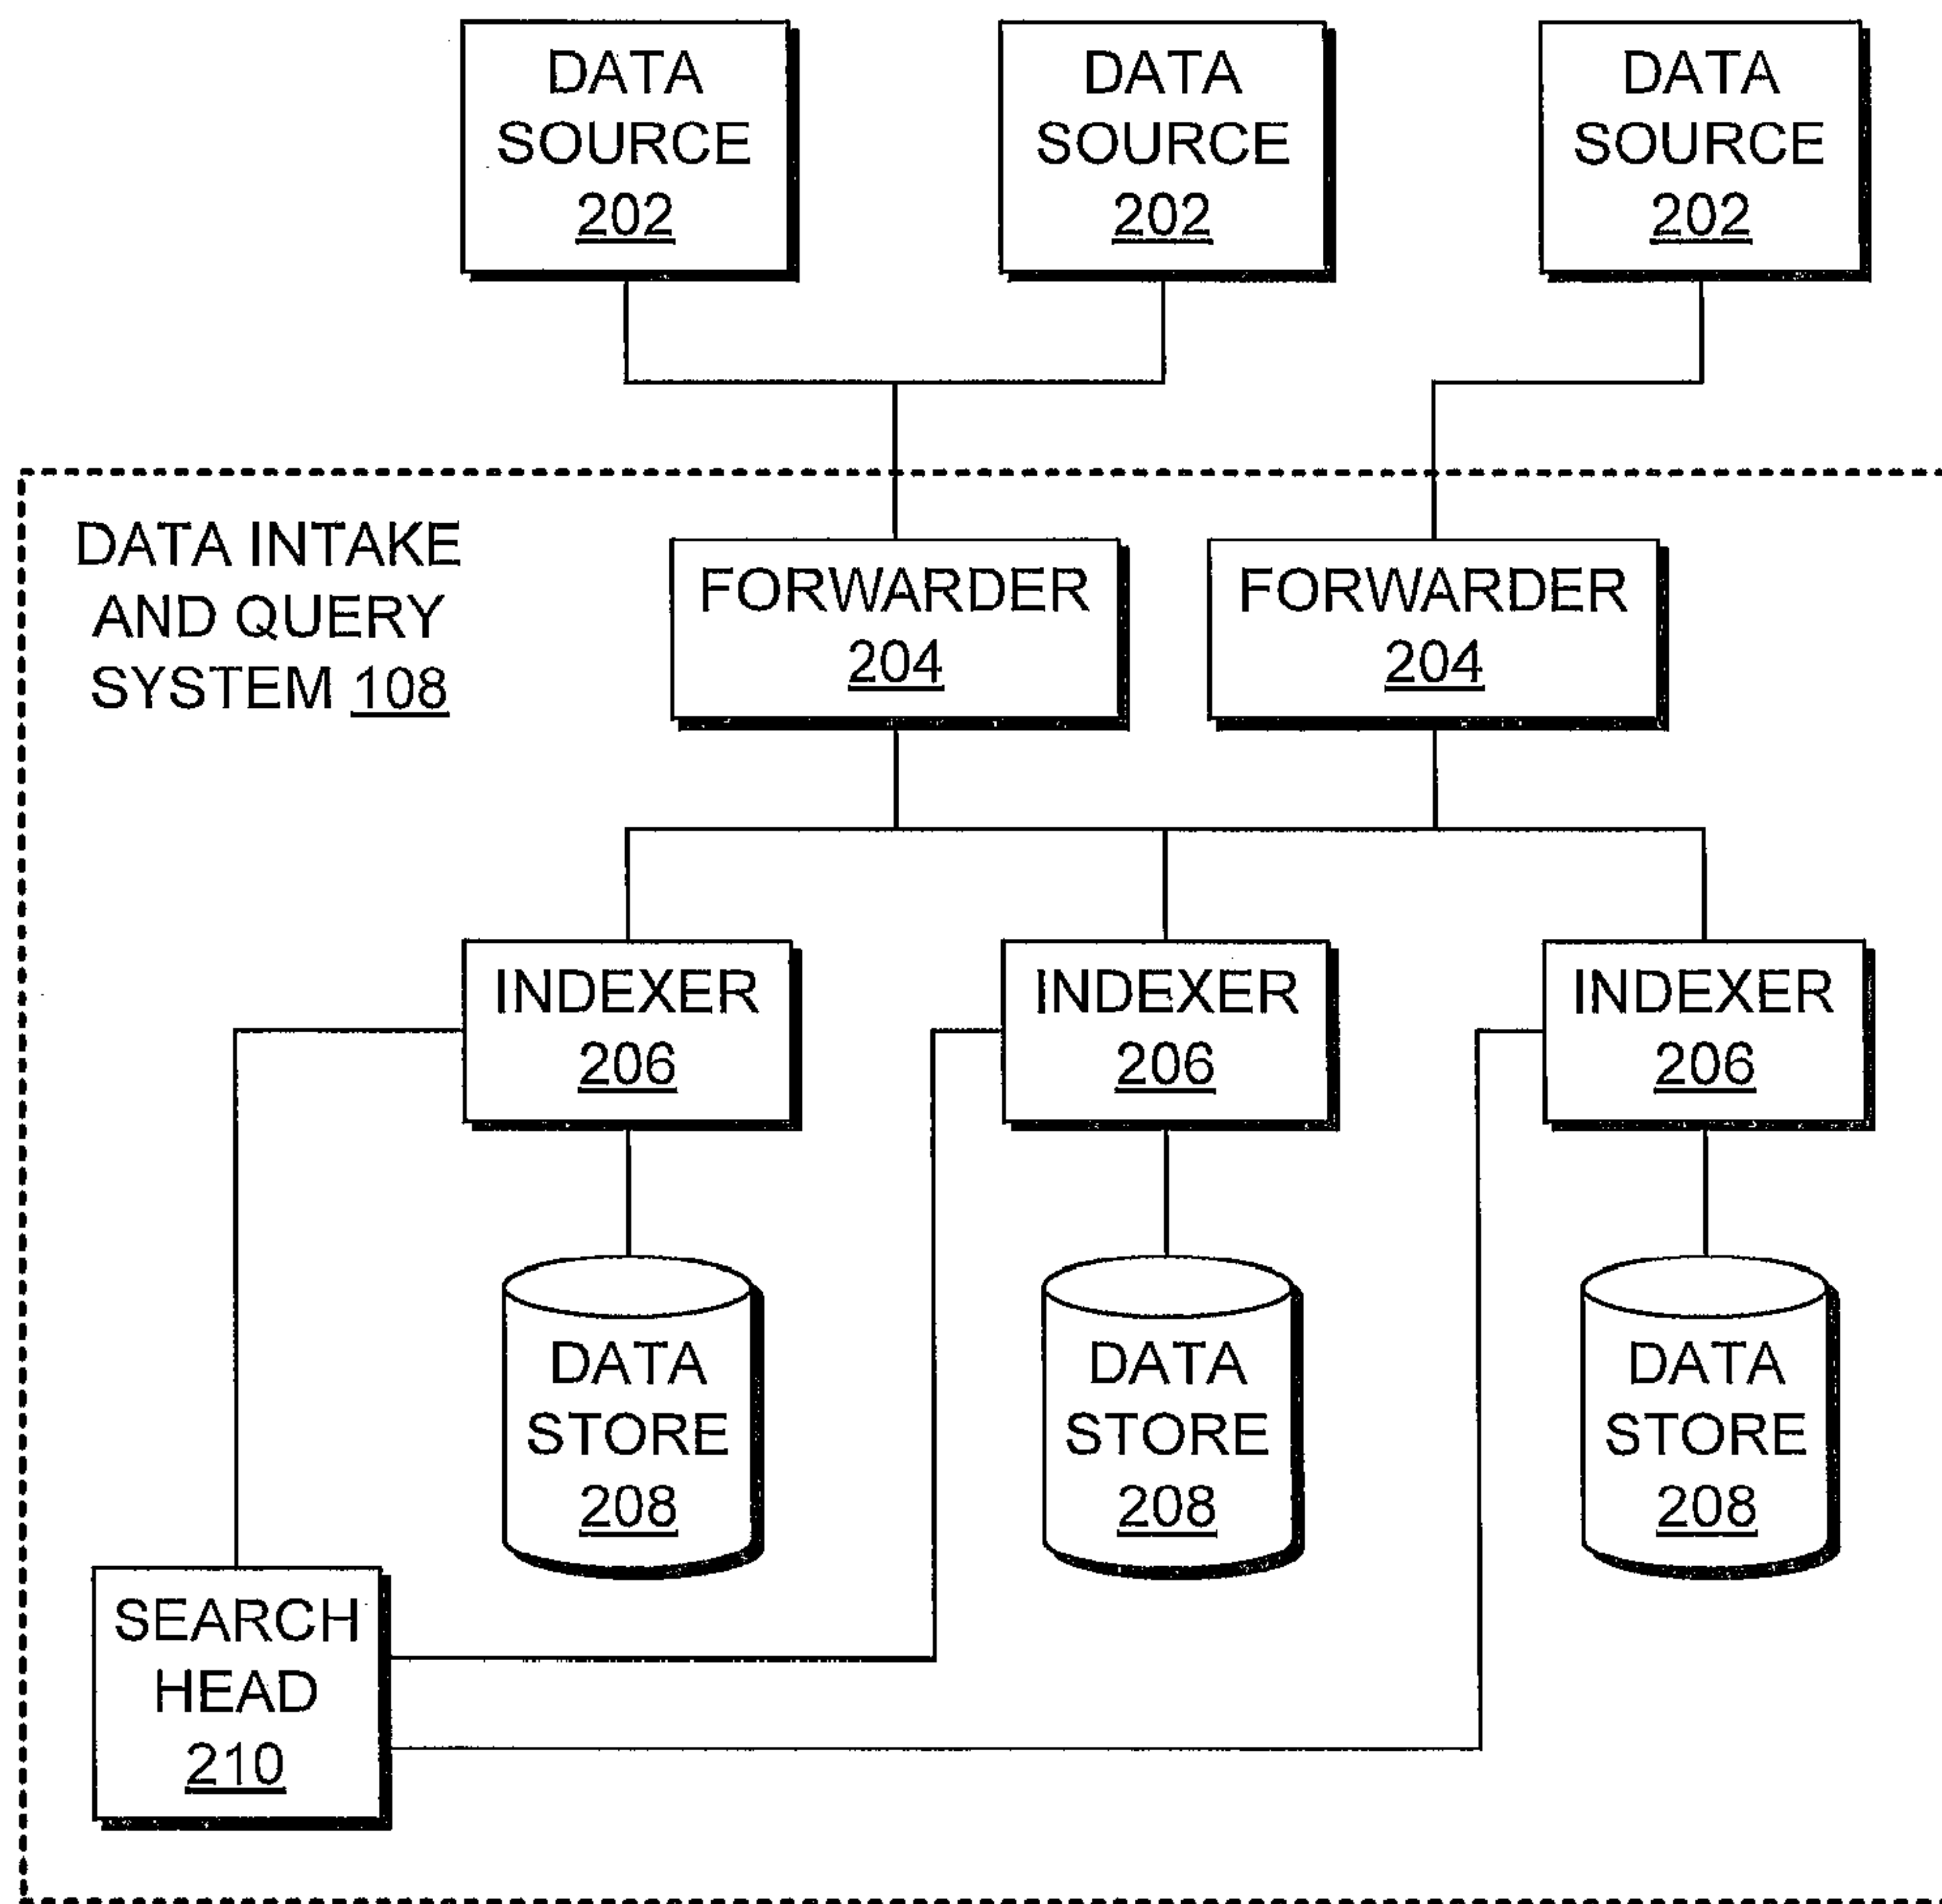 DATA
SOURCE
202
DATA
SOURCE
202
DATA
SOURCE
202
DATA INTAKE
AND QUERY
SYSTEM 108
FORWARDER
204
FORWARDER
204
INDEXER
206
INDEXER
206
INDEXER
206
DATA
STORE
208
DATA
STORE
208
DATA
STORE
208
SEARCH
HEAD
210